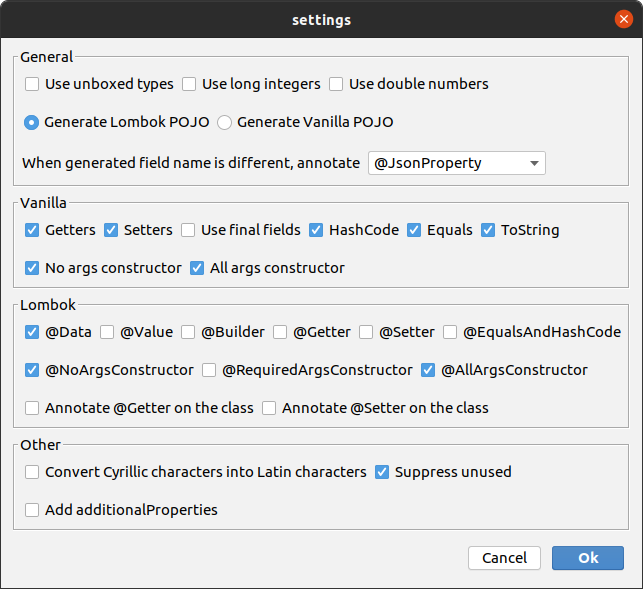 settings
General
Use unboxed types Use long integers Use double numbers
Generate Lombok POJO Generate Vanilla POJO
When generated field name is different, annotate @JsonProperty
Vanilla
Getters Setters Use final fields HashCode Equals ToString
No args constructor All args constructor
Lombok
@Data @Value @Builder @Getter @Setter @EqualsAndHashCode
@NoArgsConstructor @RequiredArgsConstructor @AllArgsConstructor
Annotate @Getter on the class Annotate @Setter on the class
Other
Convert Cyrillic characters into Latin characters Suppress unused
Add additionalProperties
Cancel Ok